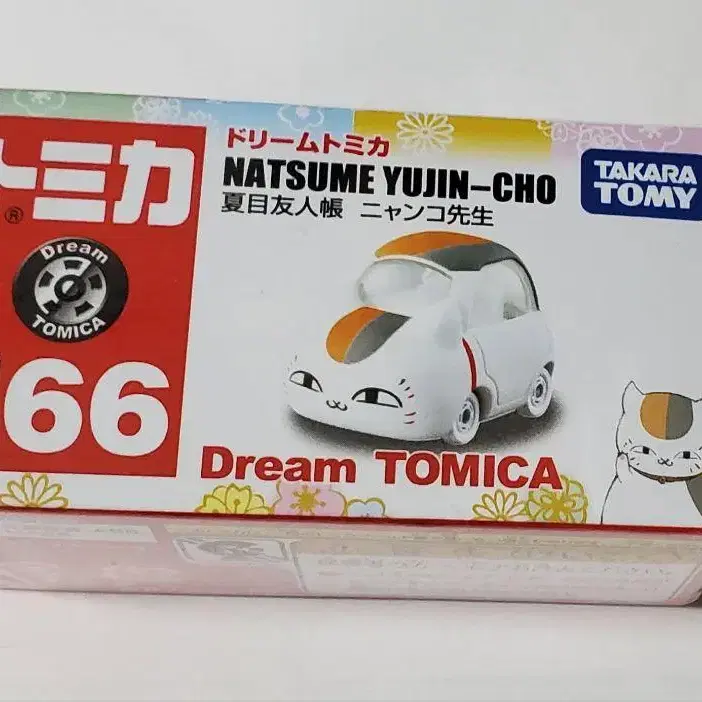 トミカ
®
Dream
TOMICA
66
ドリームトミカ
NATSUME YUJIN-CHO
夏目友人帳 ニャンコ先生
TAKARA
TOMY
Dream TOMICA